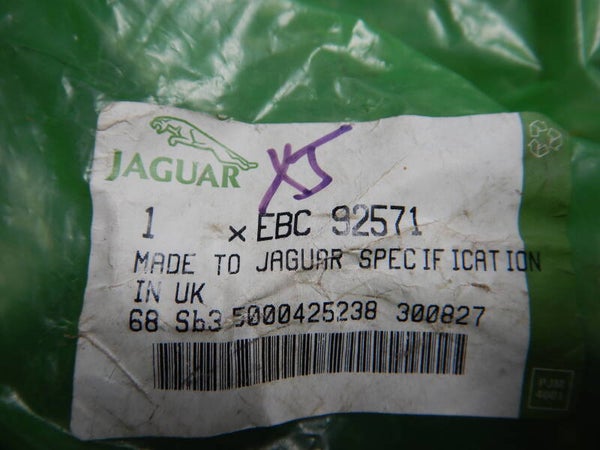 JAGUAR XJ
1 x EBC 92571
MADE TO JAGUAR SPECIFICATION
IN UK
68 Sb3 5000425238 300827